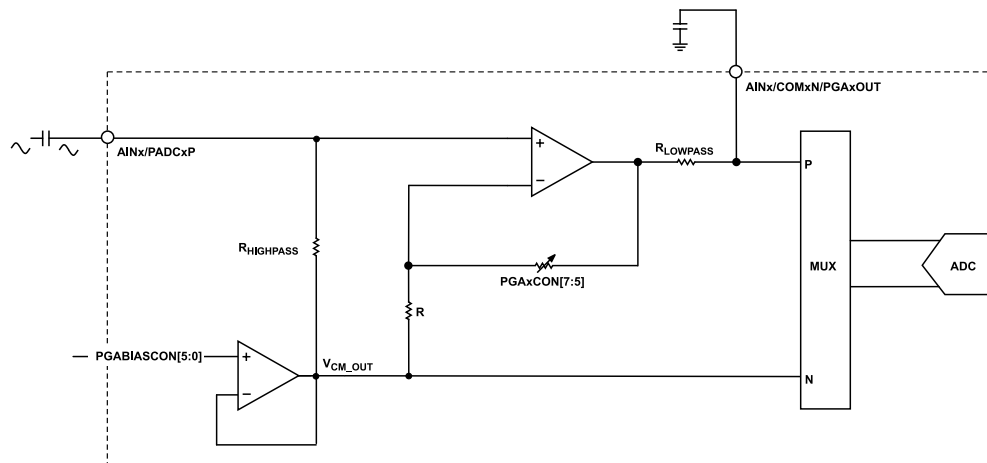 AINx/COMxN/PGAxOUT
AINx/PADCxP
+
−
RLOWPASS
P
RHIGHPASS
PGAxCON[7:5]
MUX
ADC
R
PGABIASCON[5:0]
+
−
VCM_OUT
N